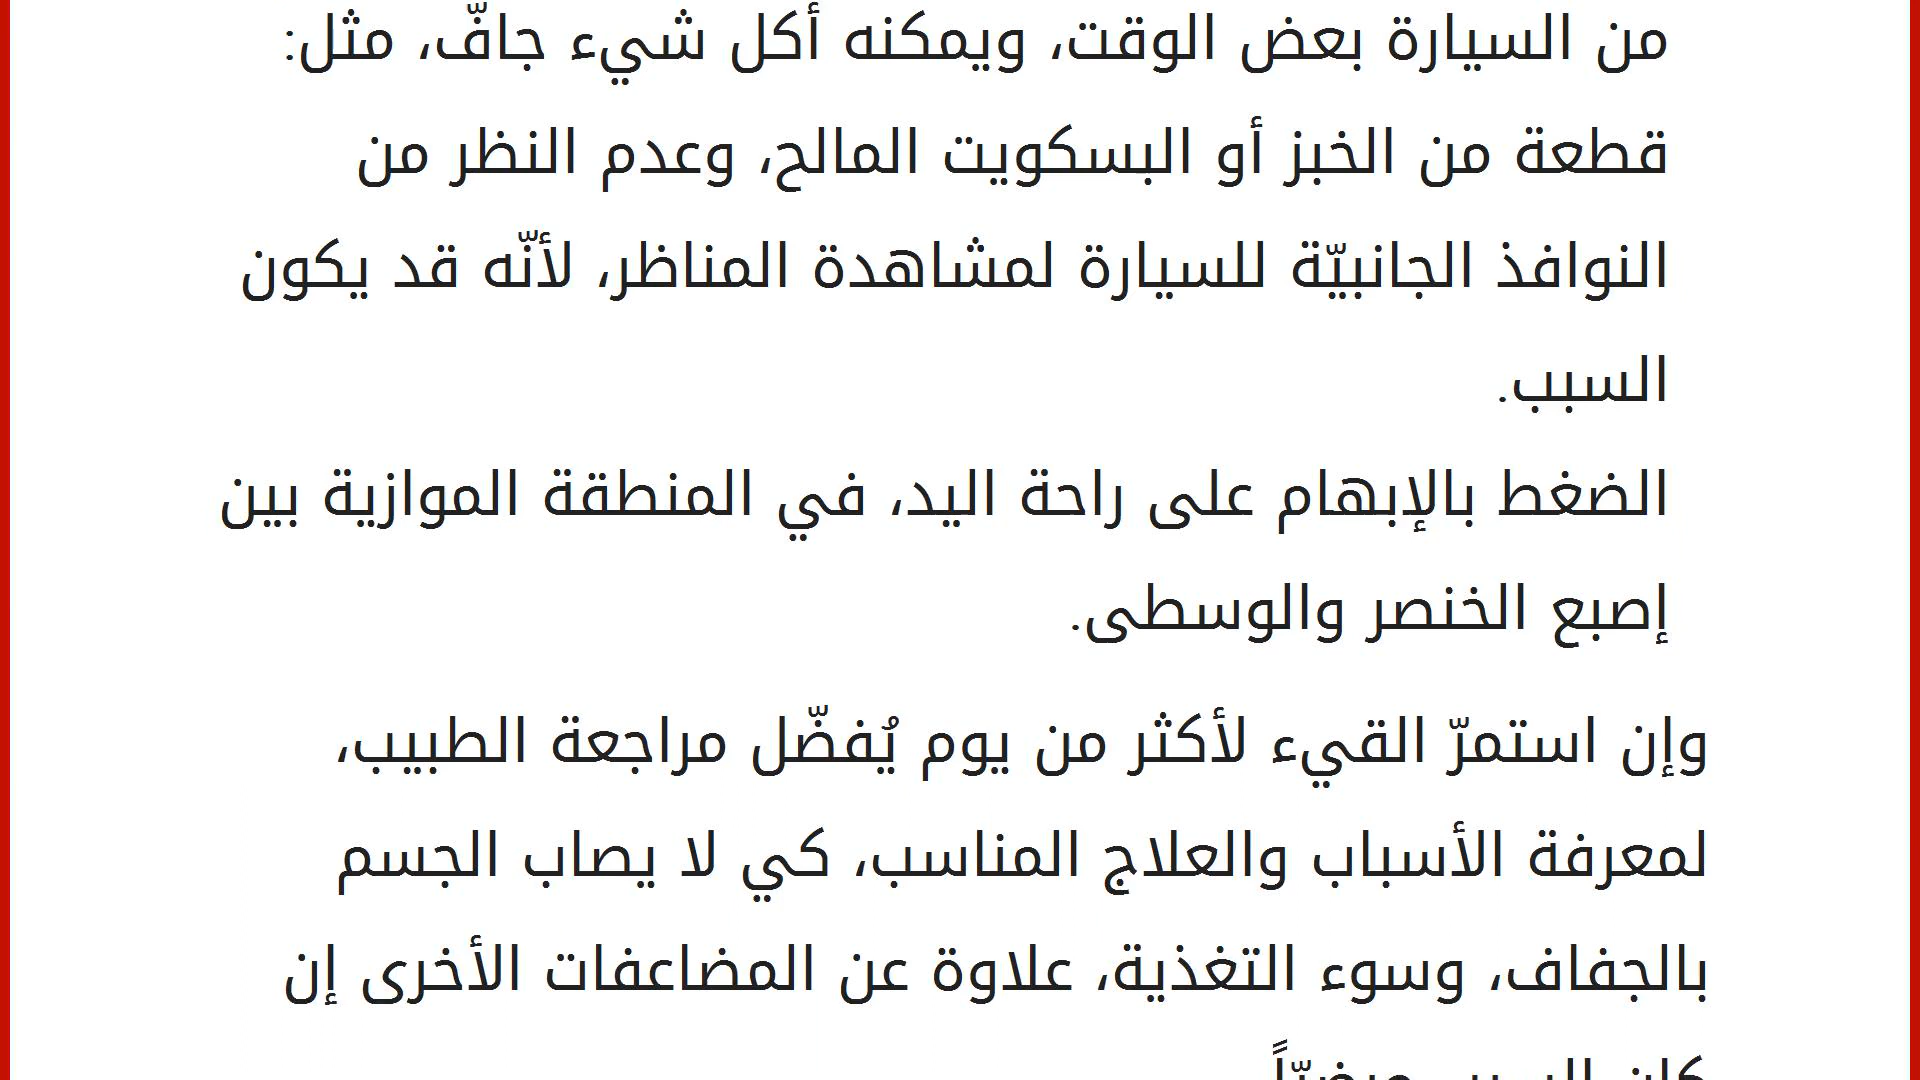 من السيارة بعض الوقت، ويمكنه أكل شيء جافّ، مثل:
قطعة من الخبز أو البسكويت المالح، وعدم النظر من
النوافذ الجانبيّة للسيارة لمشاهدة المناظر، لأنّه قد يكون
السبب.
الضغط بالإبهام على راحة اليد، في المنطقة الموازية بين
إصبع الخنصر والوسطى.
وإن استمرّ القيء لأكثر من يوم يُفضّل مراجعة الطبيب،
لمعرفة الأسباب والعلاج المناسب، كي لا يصاب الجسم
بالجفاف، وسوء التغذية، علاوة عن المضاعفات الأخرى إن
كان السبب مرضيّاً